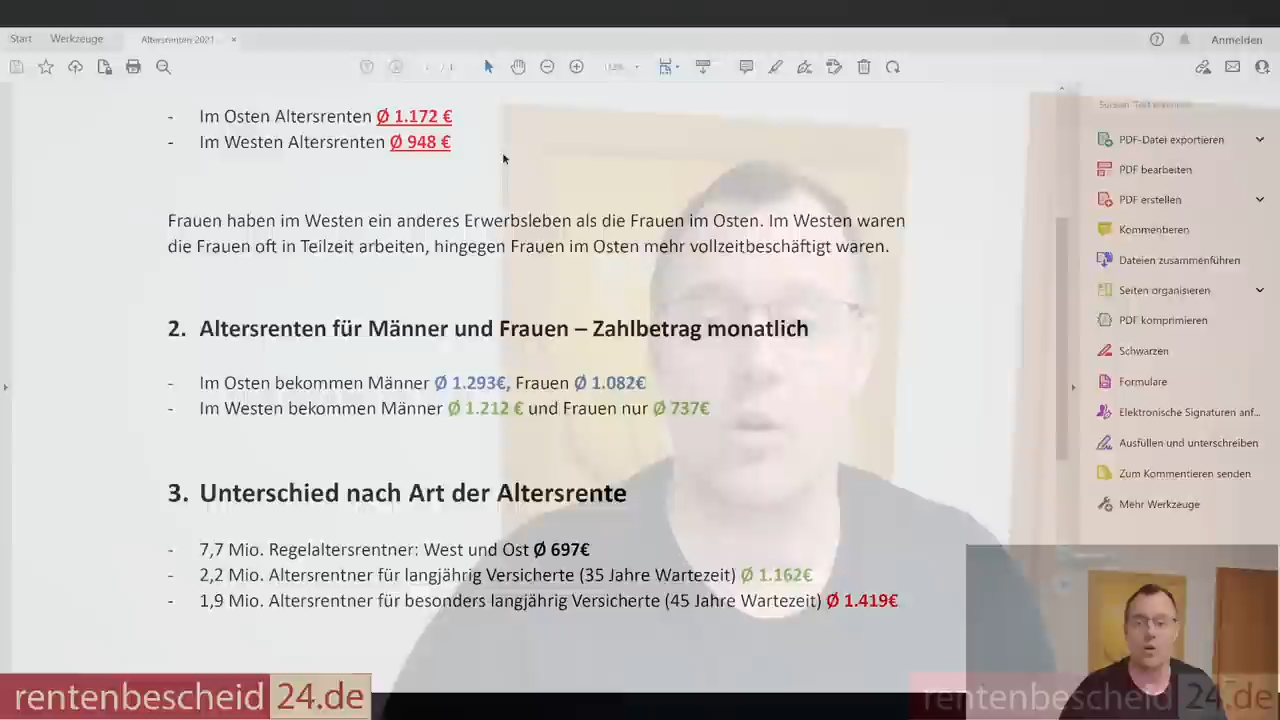 Start Werkzeuge Altersrenten 2021... ×
Anmelden
- Im Osten Altersrenten Ø 1.172 €
- Im Westen Altersrenten Ø 948 €
Frauen haben im Westen ein anderes Erwerbsleben als die Frauen im Osten. Im Westen waren
die Frauen oft in Teilzeit arbeiten, hingegen Frauen im Osten mehr vollzeitbeschäftigt waren.
2. Altersrenten für Männer und Frauen – Zahlbetrag monatlich
- Im Osten bekommen Männer Ø 1.293€, Frauen Ø 1.082€
- Im Westen bekommen Männer Ø 1.212 € und Frauen nur Ø 737€
3. Unterschied nach Art der Altersrente
- 7,7 Mio. Regelaltersrentner: West und Ost Ø 697€
- 2,2 Mio. Altersrentner für langjährig Versicherte (35 Jahre Wartezeit) Ø 1.162€
- 1,9 Mio. Altersrentner für besonders langjährig Versicherte (45 Jahre Wartezeit) Ø 1.419€
PDF-Datei exportieren
PDF bearbeiten
PDF erstellen
Kommentieren
Dateien zusammenführen
Seiten organisieren
PDF komprimieren
Schwärzen
Formulare
Elektronische Signaturen anf...
Ausfüllen und unterschreiben
Zum Kommentieren senden
Mehr Werkzeuge
rentenbescheid 24.de
rentenbescheid 24.de